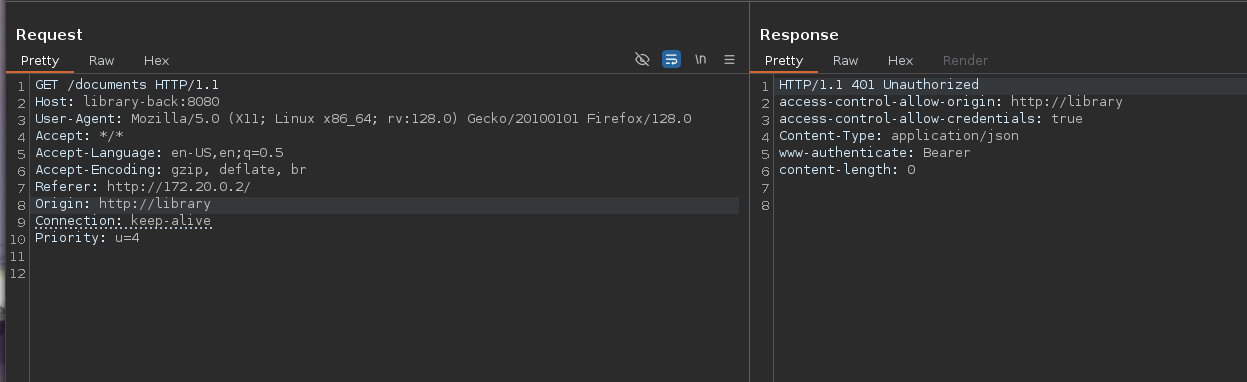 Request
Pretty Raw Hex
\n
1 GET /documents HTTP/1.1
2 Host: library-back:8080
3 User-Agent: Mozilla/5.0 (X11; Linux x86_64; rv:128.0) Gecko/20100101 Firefox/128.0
4 Accept: */*
5 Accept-Language: en-US,en;q=0.5
6 Accept-Encoding: gzip, deflate, br
7 Referer: http://172.20.0.2/
8 Origin: http://library
9 Connection: keep-alive
10 Priority: u=4
11
12
Response
Pretty Raw Hex Render
1 HTTP/1.1 401 Unauthorized
2 access-control-allow-origin: http://library
3 access-control-allow-credentials: true
4 Content-Type: application/json
5 www-authenticate: Bearer
6 content-length: 0
7
8